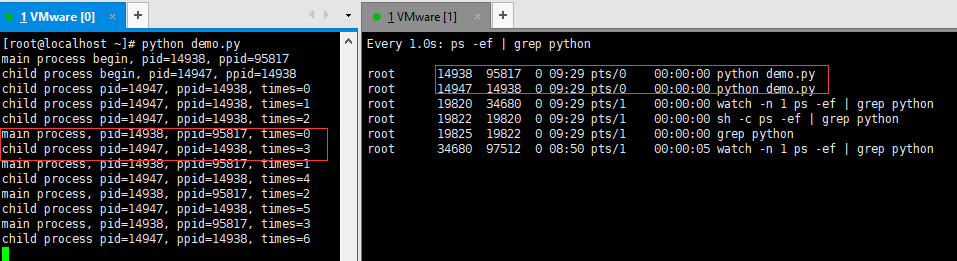 1 VMware [0]
[root@localhost ~]# python demo.py
main process begin, pid=14938, ppid=95817
child process begin, pid=14947, ppid=14938
child process pid=14947, ppid=14938, times=0
child process pid=14947, ppid=14938, times=1
child process pid=14947, ppid=14938, times=2
main process, pid=14938, ppid=95817, times=0
child process pid=14947, ppid=14938, times=3
main process, pid=14938, ppid=95817, times=1
child process pid=14947, ppid=14938, times=4
main process, pid=14938, ppid=95817, times=2
child process pid=14947, ppid=14938, times=5
main process, pid=14938, ppid=95817, times=3
child process pid=14947, ppid=14938, times=6
1 VMware [1]
Every 1.0s: ps -ef | grep python
root 14938 95817 0 09:29 pts/0 00:00:00 python demo.py
root 14947 14938 0 09:29 pts/0 00:00:00 python demo.py
root 19820 34680 0 09:29 pts/1 00:00:00 watch -n 1 ps -ef | grep python
root 19822 19820 0 09:29 pts/1 00:00:00 sh -c ps -ef | grep python
root 19825 19822 0 09:29 pts/1 00:00:00 grep python
root 34680 97512 0 08:50 pts/1 00:00:05 watch -n 1 ps -ef | grep python